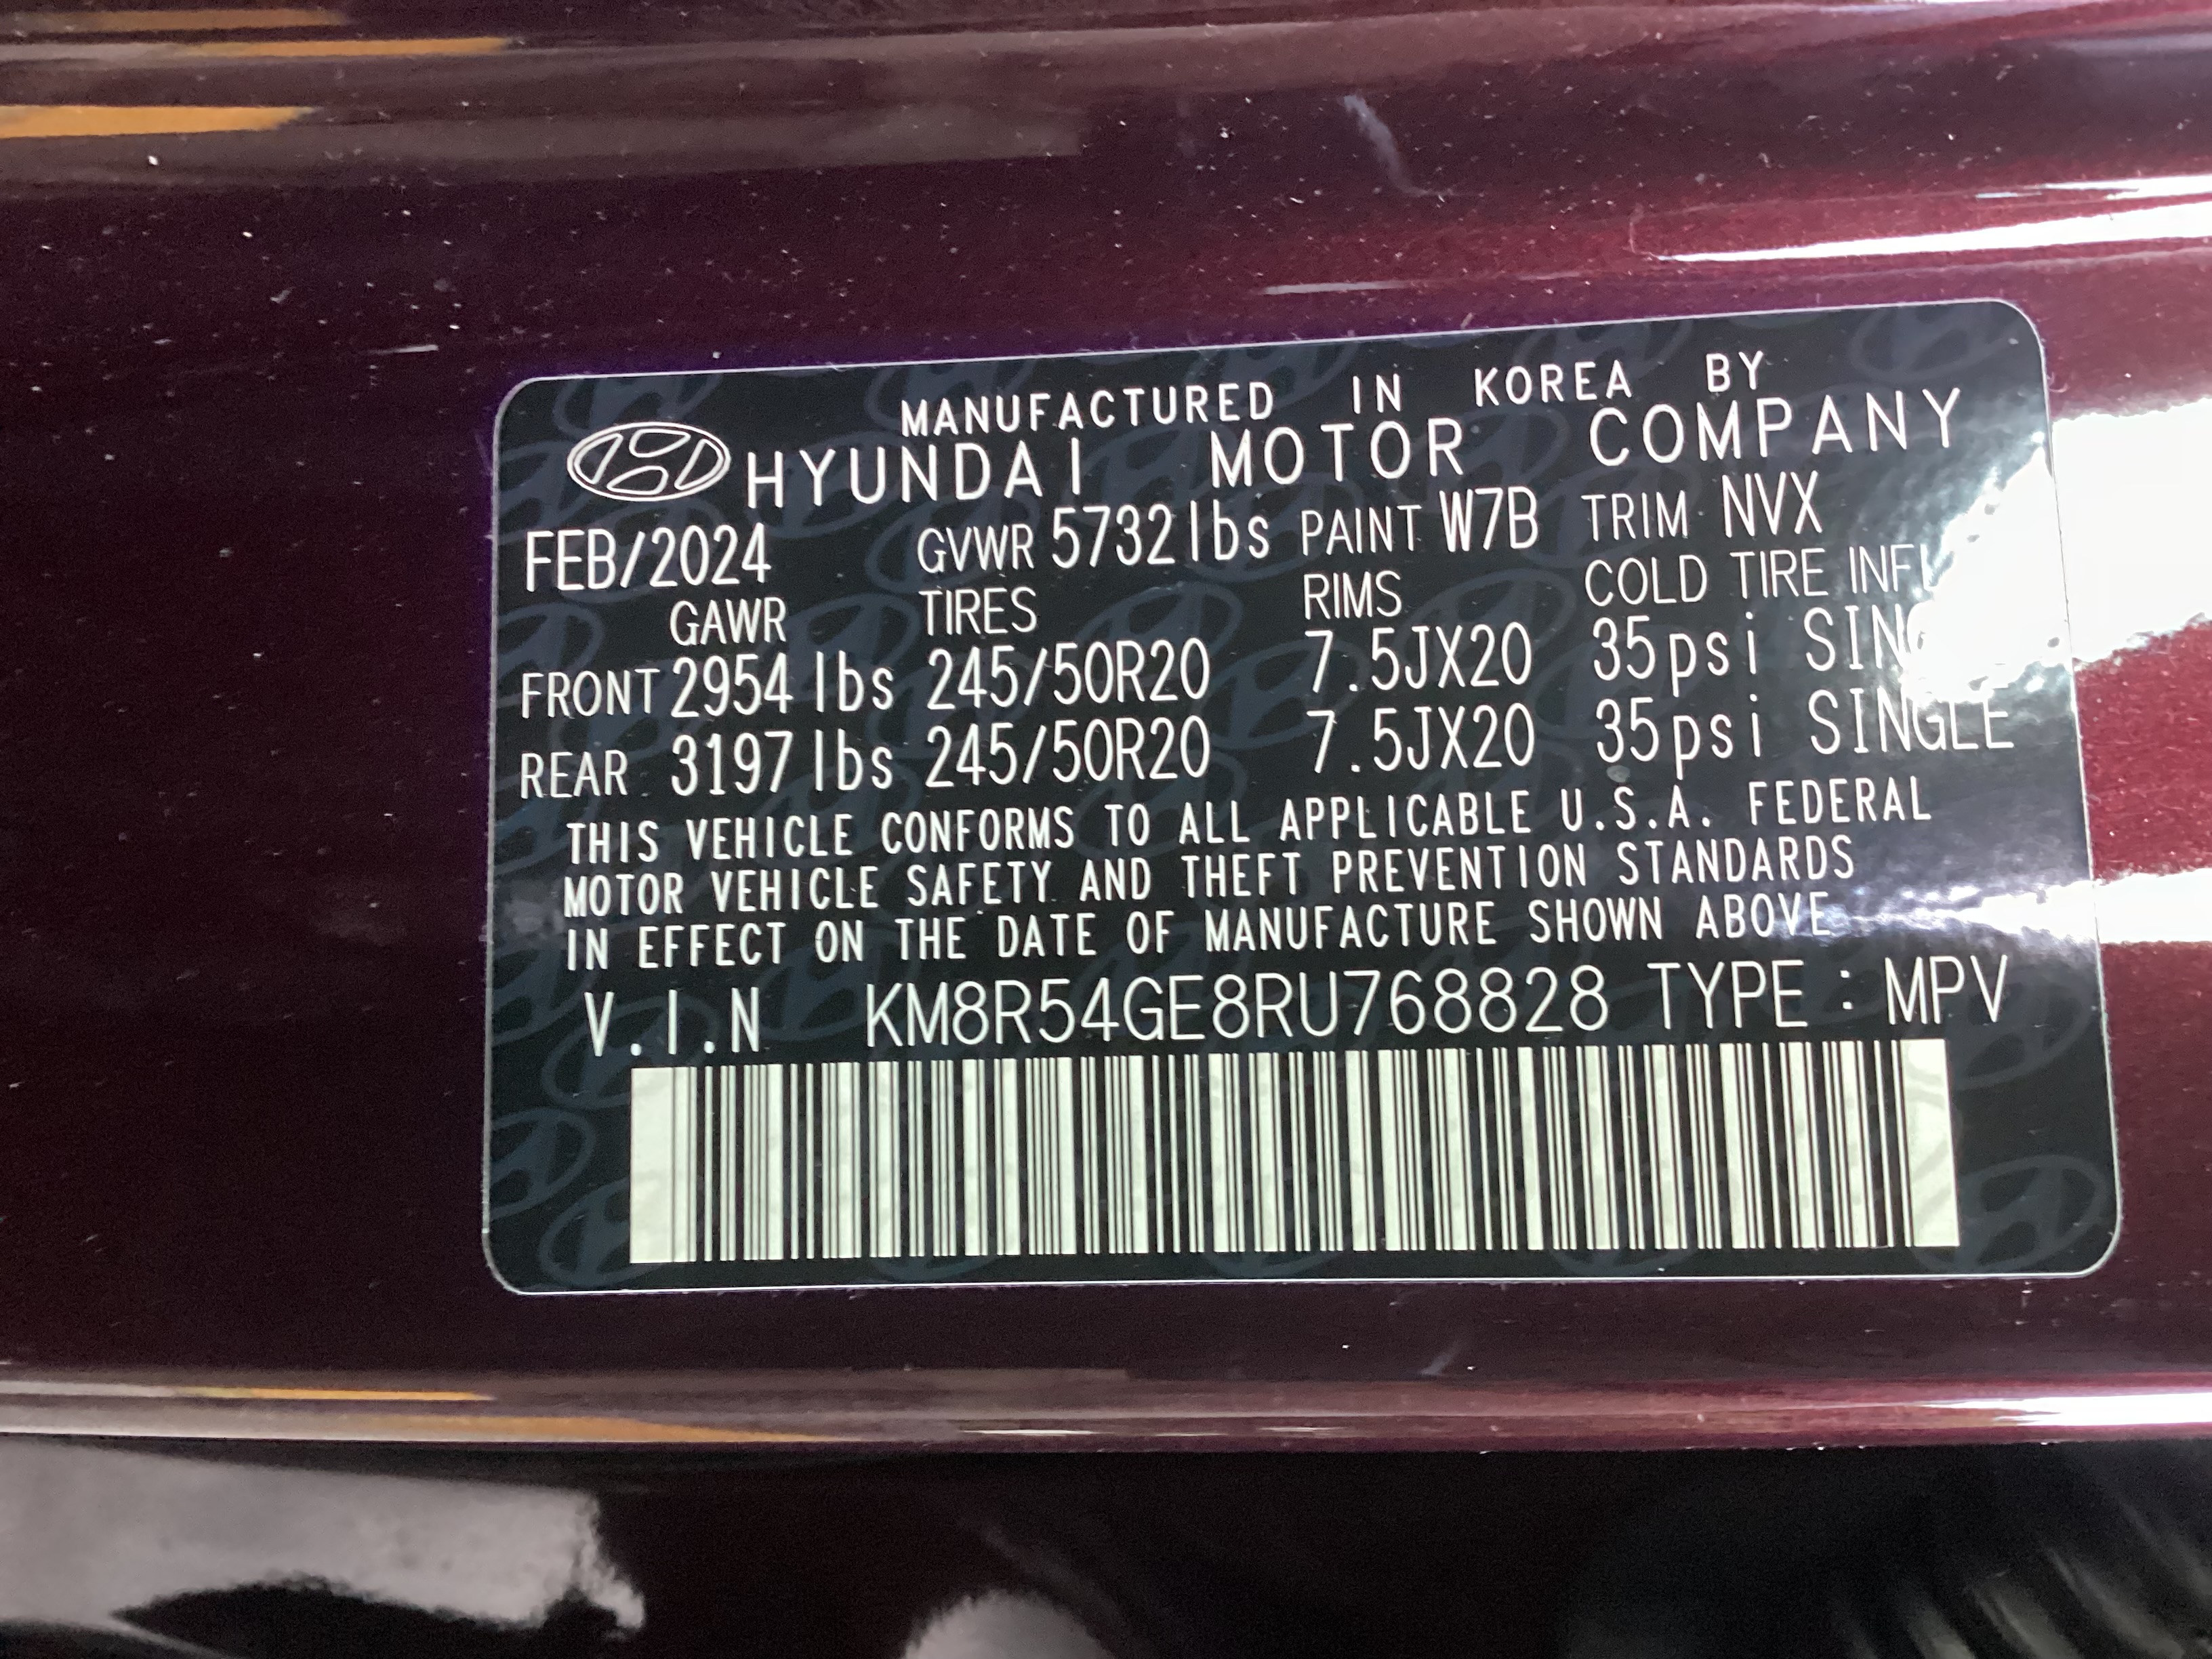 MANUFACTURED IN KOREA BY
HYUNDAI MOTOR COMPANY
FEB/2024 GVWR 5732 lbs PAINT W7B TRIM NVX
GAWR TIRES RIMS COLD TIRE
FRONT 2954 lbs 245/50R20 7.5JX20 35psi
REAR 3197 lbs 245/50R20 7.5JX20 35psi SINGLE
THIS VEHICLE CONFORMS TO ALL APPLICABLE U.S.A. FEDERAL
MOTOR VEHICLE SAFETY AND THEFT PREVENTION STANDARDS
IN EFFECT ON THE DATE OF MANUFACTURE SHOWN ABOVE
V.I.N KM8R54GE8RU768828 TYPE : MPV